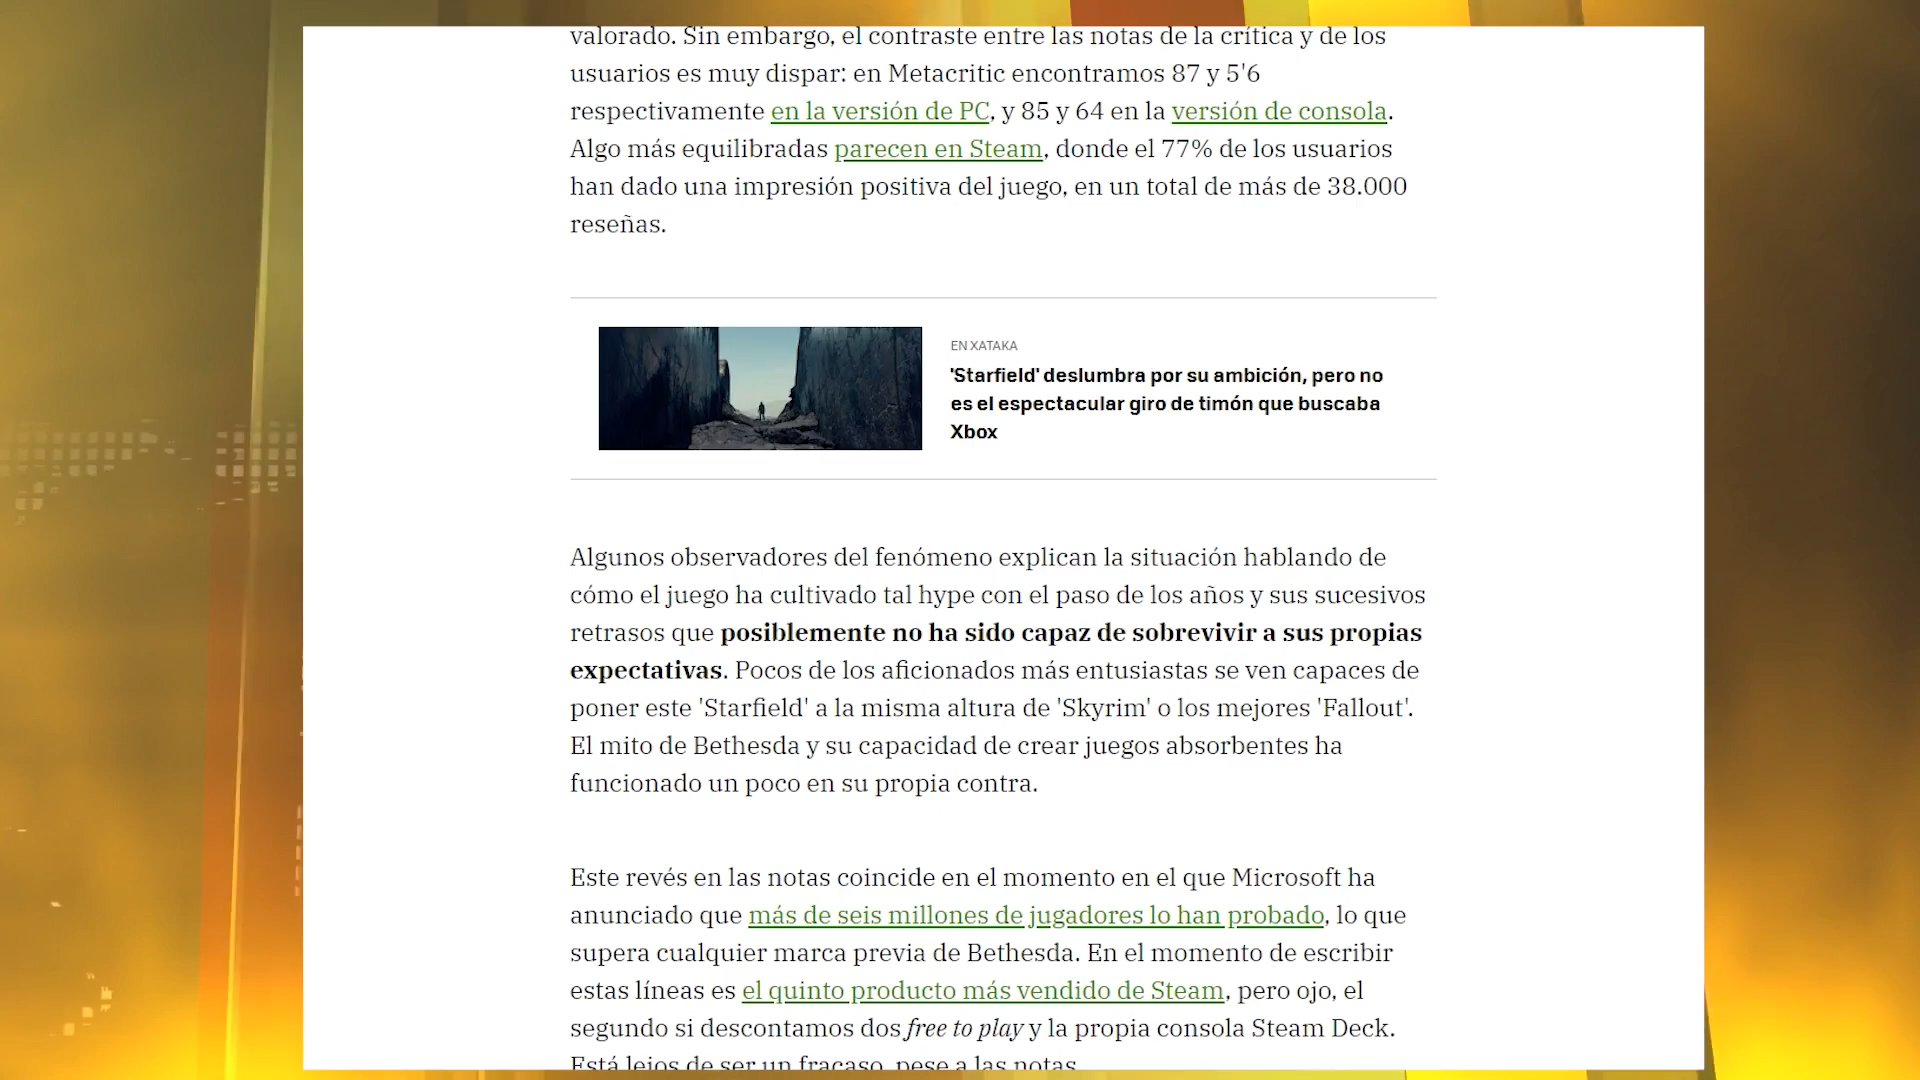 valorado. Sin embargo, el contraste entre las notas de la crítica y de los
usuarios es muy dispar: en Metacritic encontramos 87 y 5'6
respectivamente en la versión de PC, y 85 y 64 en la versión de consola.
Algo más equilibradas parecen en Steam, donde el 77% de los usuarios
han dado una impresión positiva del juego, en un total de más de 38.000
reseñas.
EN XATAKA
'Starfield' deslumbra por su ambición, pero no
es el espectacular giro de timón que buscaba
Xbox
Algunos observadores del fenómeno explican la situación hablando de
cómo el juego ha cultivado tal hype con el paso de los años y sus sucesivos
retrasos que posiblemente no ha sido capaz de sobrevivir a sus propias
expectativas. Pocos de los aficionados más entusiastas se ven capaces de
poner este 'Starfield' a la misma altura de 'Skyrim' o los mejores 'Fallout'.
El mito de Bethesda y su capacidad de crear juegos absorbentes ha
funcionado un poco en su propia contra.
Este revés en las notas coincide en el momento en el que Microsoft ha
anunciado que más de seis millones de jugadores lo han probado, lo que
supera cualquier marca previa de Bethesda. En el momento de escribir
estas líneas es el quinto producto más vendido de Steam, pero ojo, el
segundo si descontamos dos free to play y la propia consola Steam Deck.
Está lejos de ser un fracaso, pese a las notas.